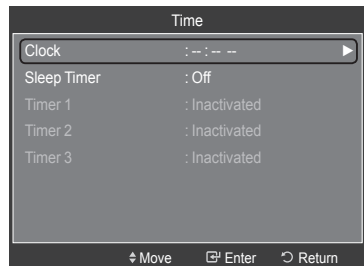 Time
Clock : -- : -- --
Sleep Timer : Off
Timer 1 : Inactivated
Timer 2 : Inactivated
Timer 3 : Inactivated
Move Enter Return